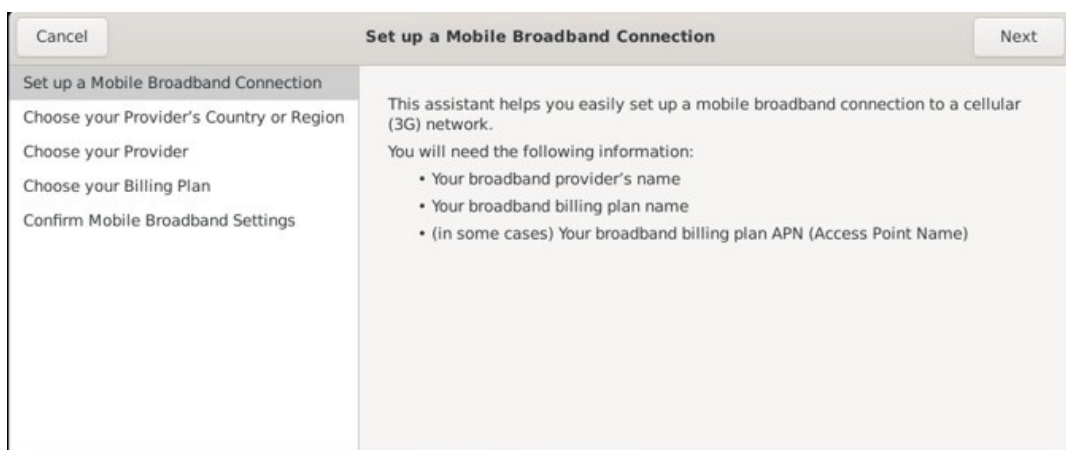 Cancel
Set up a Mobile Broadband Connection
Next
Set up a Mobile Broadband Connection
Choose your Provider's Country or Region
Choose your Provider
Choose your Billing Plan
Confirm Mobile Broadband Settings
This assistant helps you easily set up a mobile broadband connection to a cellular
(3G) network.
You will need the following information:
• Your broadband provider's name
• Your broadband billing plan name
• (in some cases) Your broadband billing plan APN (Access Point Name)